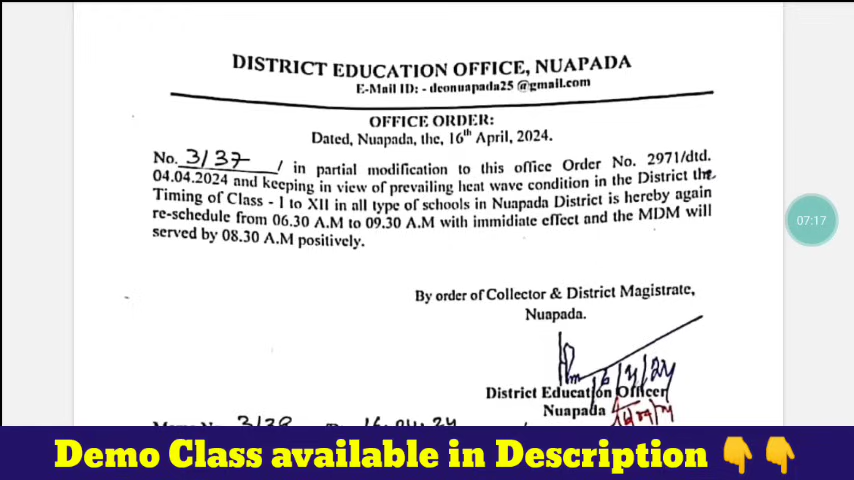 DISTRICT EDUCATION OFFICE, NUAPADA
E-Mail ID: - deonuapada25@gmail.com
OFFICE ORDER:
Dated, Nuapada, the, 16th April, 2024.
No. 3137 / in partial modification to this office Order No. 2971/dtd.
04.04.2024 and keeping in view of prevailing heat wave condition in the District the
Timing of Class - I to XII in all type of schools in Nuapada District is hereby again
re-schedule from 06.30 A.M to 09.30 A.M with immidiate effect and the MDM will
served by 08.30 A.M positively.
07:17
By order of Collector & District Magistrate,
Nuapada.
16/4/24
District Education Officer
Nuapada
Demo Class available in Description 👇👇